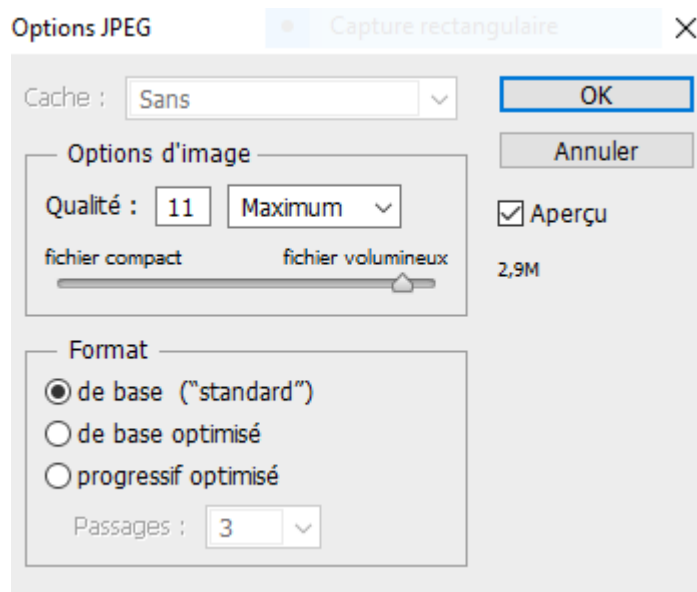 Options JPEG
Capture rectangulaire
Cache :
Sans
OK
Annuler
Options d'image
Qualité :
11
Maximum
Aperçu
fichier compact
fichier volumineux
2,9M
Format
de base (“standard”)
de base optimisé
progressif optimisé
Passages :
3